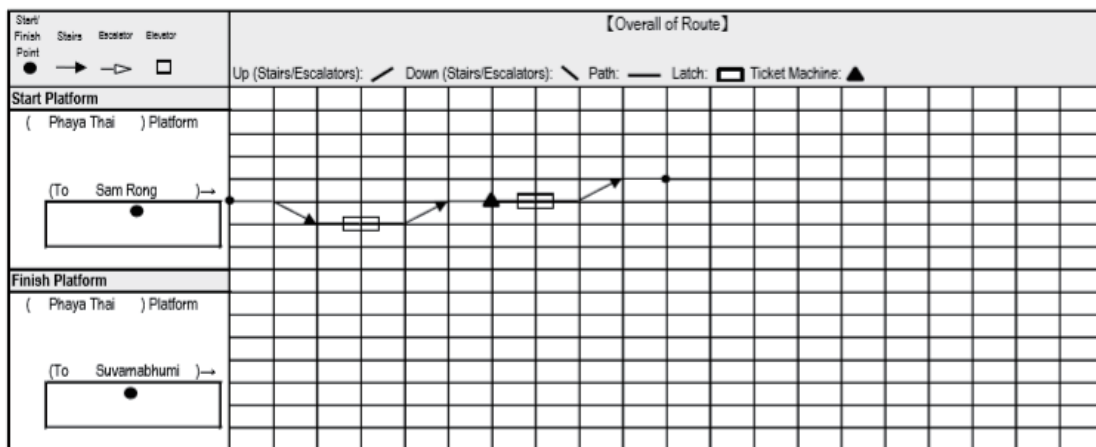 Start/
Finish
Point
Stairs
Escalator
Elevator
【Overall of Route】
Up (Stairs/Escalators):
Down (Stairs/Escalators):
Path:
Latch:
Ticket Machine:
Start Platform
( Phaya Thai ) Platform
(To Sam Rong )→
Finish Platform
( Phaya Thai ) Platform
(To Suvarnabhumi )→